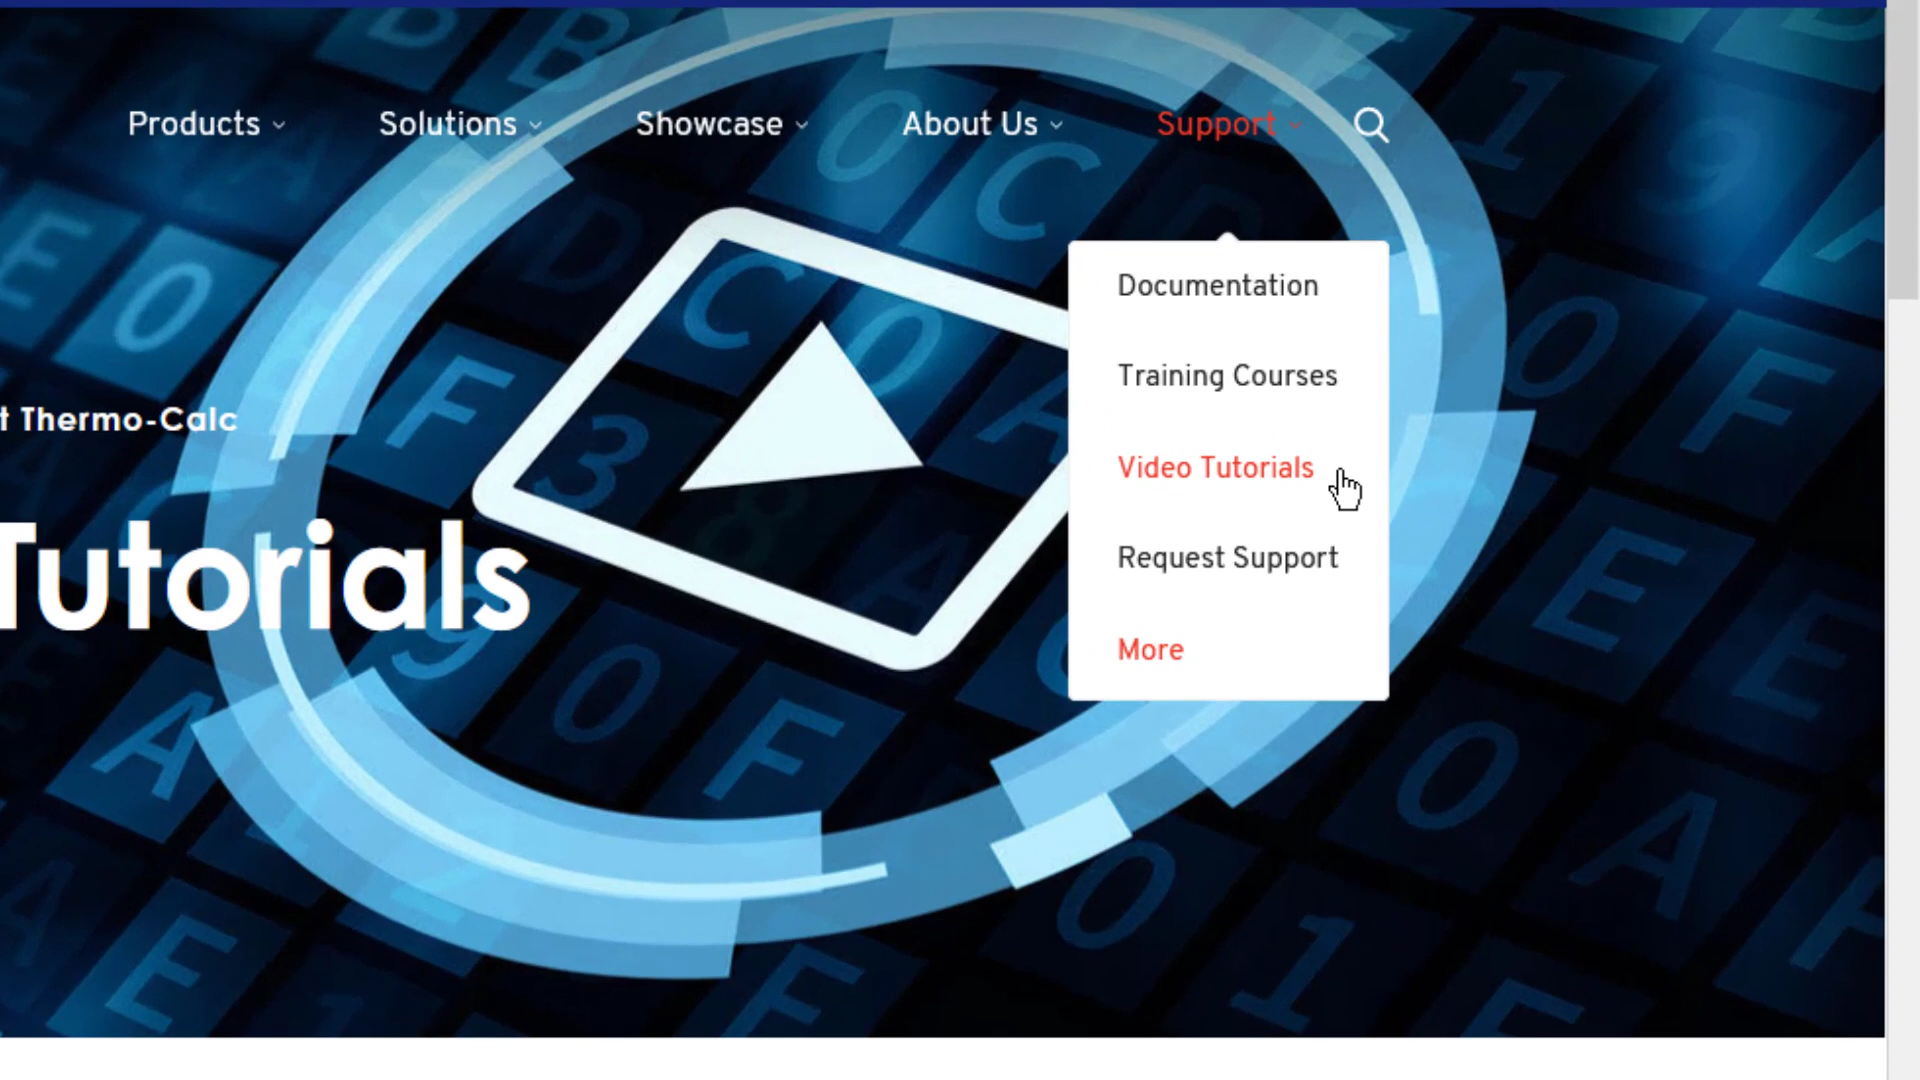 Products
Solutions
Showcase
About Us
Support
Documentation
Training Courses
t Thermo-Calc
Video Tutorials
Tutorials
Request Support
More